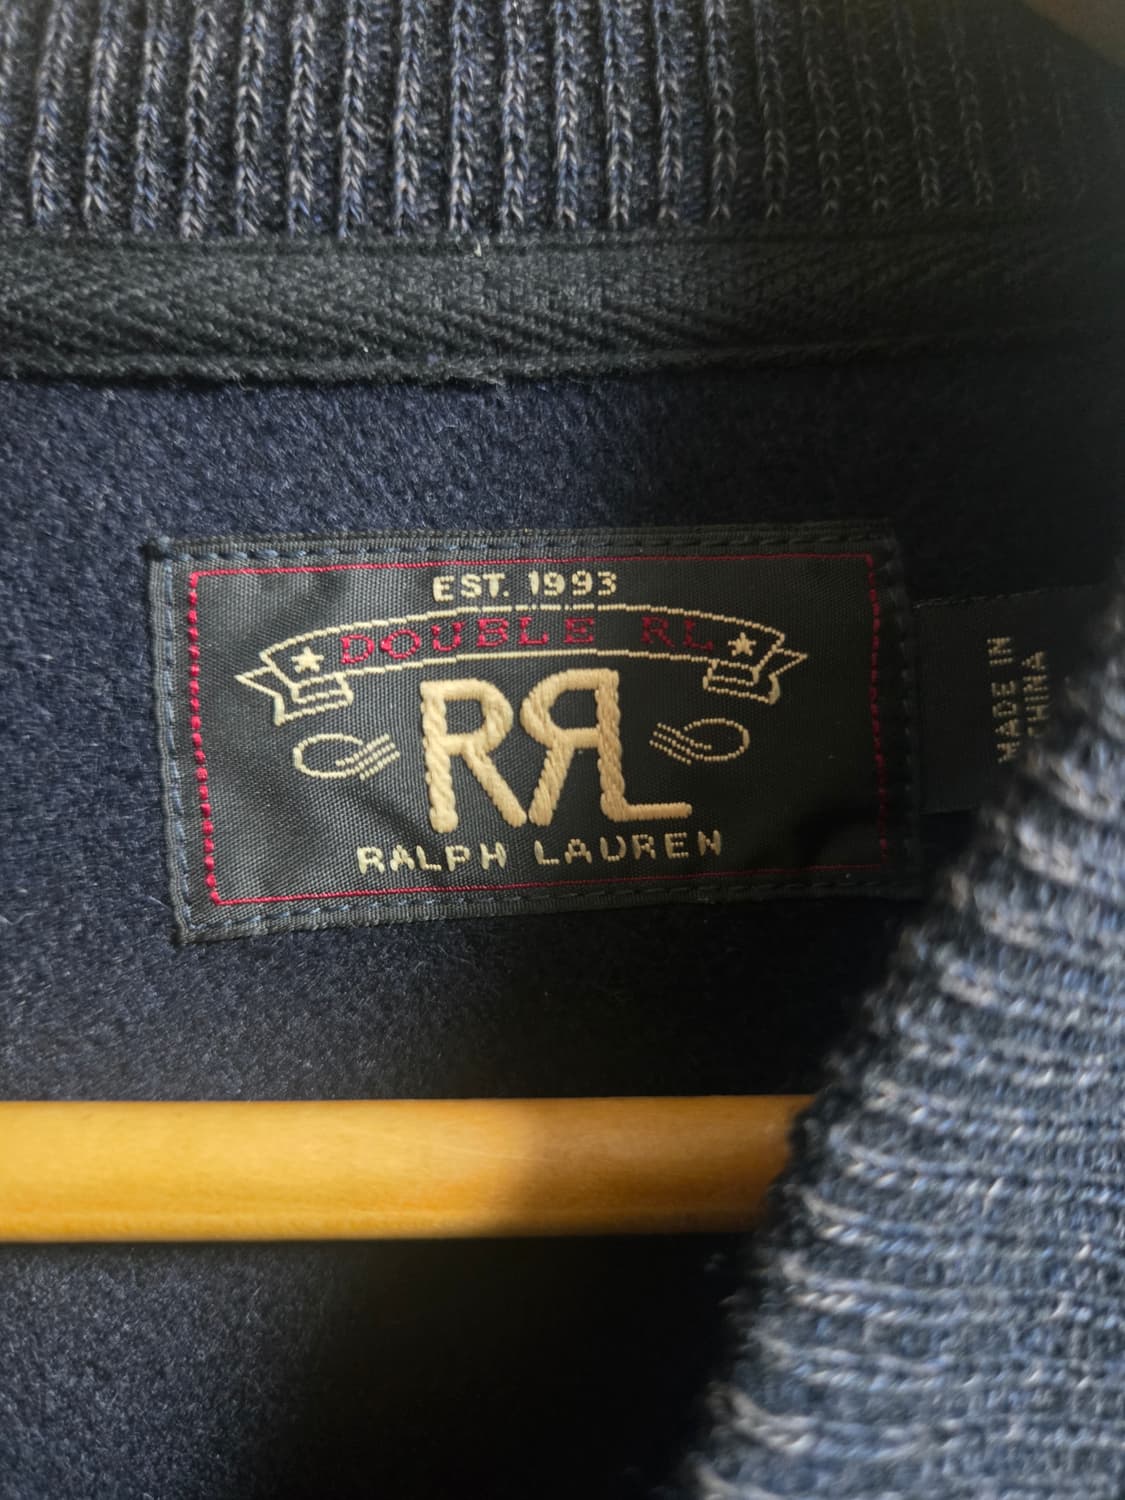 EST. 1993
DOUBLE RL
RRL
RALPH LAUREN
MADE IN
CHINA